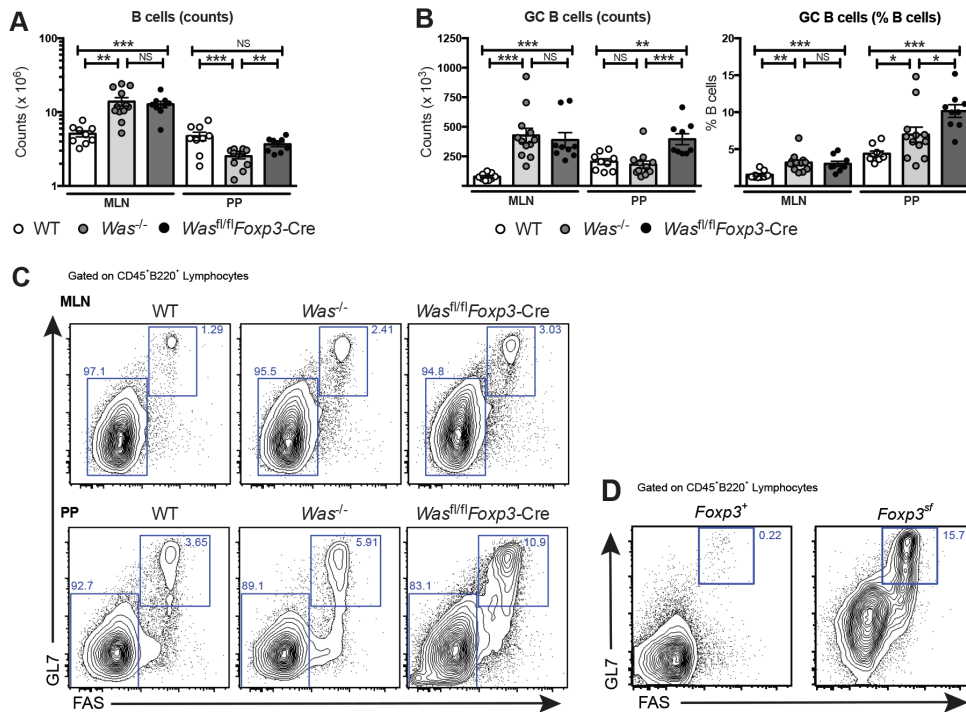 A
B cells (counts)
Counts (x 10⁶)
100
10
1
***
**
NS
NS
***
**
MLN
PP
B
GC B cells (counts)
Counts (x 10³)
1250
1000
750
500
250
***
***
NS
**
NS
***
MLN
PP
GC B cells (% B cells)
% B cells
20
15
10
5
***
**
NS
***
*
*
MLN
PP
WT Was-/- Wasfl/flFoxp3-Cre
WT Was-/- Wasfl/flFoxp3-Cre
C
Gated on CD45⁺B220⁺ Lymphocytes
MLN
WT
Was-/-
Wasfl/flFoxp3-Cre
1.29
97.1
2.41
95.5
3.03
94.8
PP
WT
Was-/-
Wasfl/flFoxp3-Cre
3.65
92.7
5.91
89.1
10.9
83.1
GL7
FAS
D
Gated on CD45⁺B220⁺ Lymphocytes
Foxp3⁺
Foxp3sf
0.22
15.7
GL7
FAS